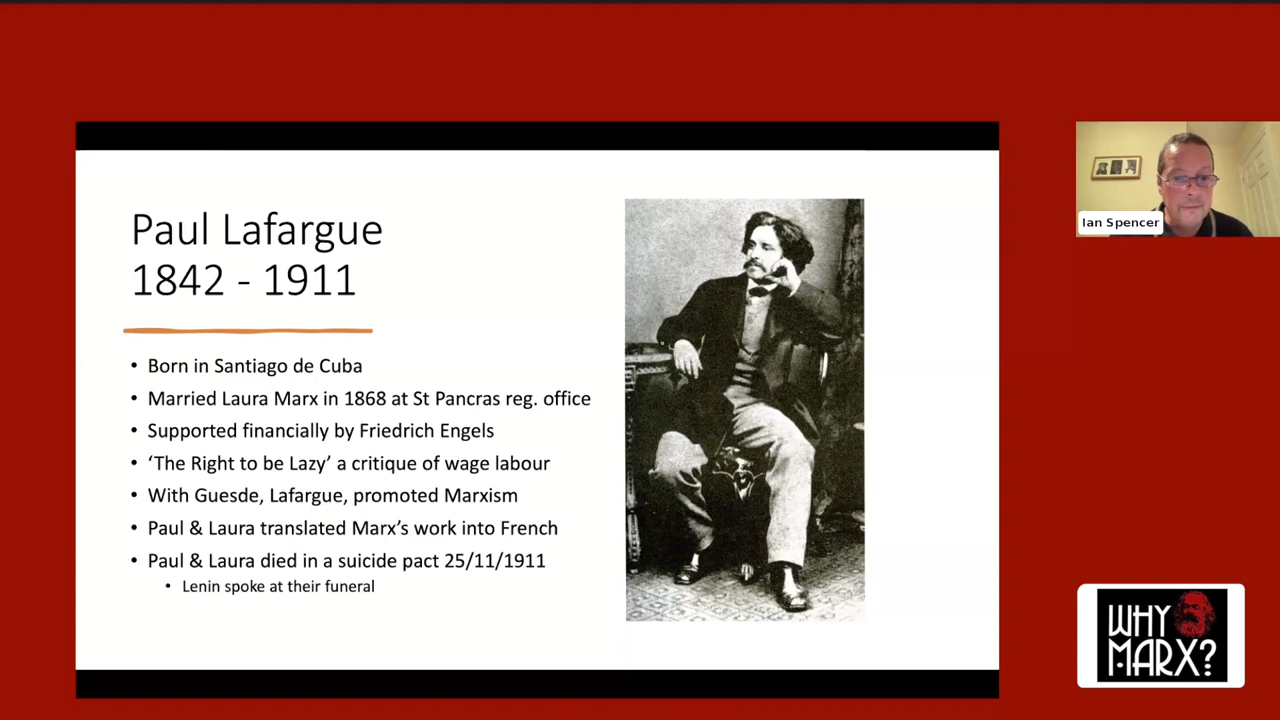 Paul Lafargue
1842 - 1911
• Born in Santiago de Cuba
• Married Laura Marx in 1868 at St Pancras reg. office
• Supported financially by Friedrich Engels
• ‘The Right to be Lazy’ a critique of wage labour
• With Guesde, Lafargue, promoted Marxism
• Paul & Laura translated Marx’s work into French
• Paul & Laura died in a suicide pact 25/11/1911
• Lenin spoke at their funeral
Ian Spencer
WHY
MARX?